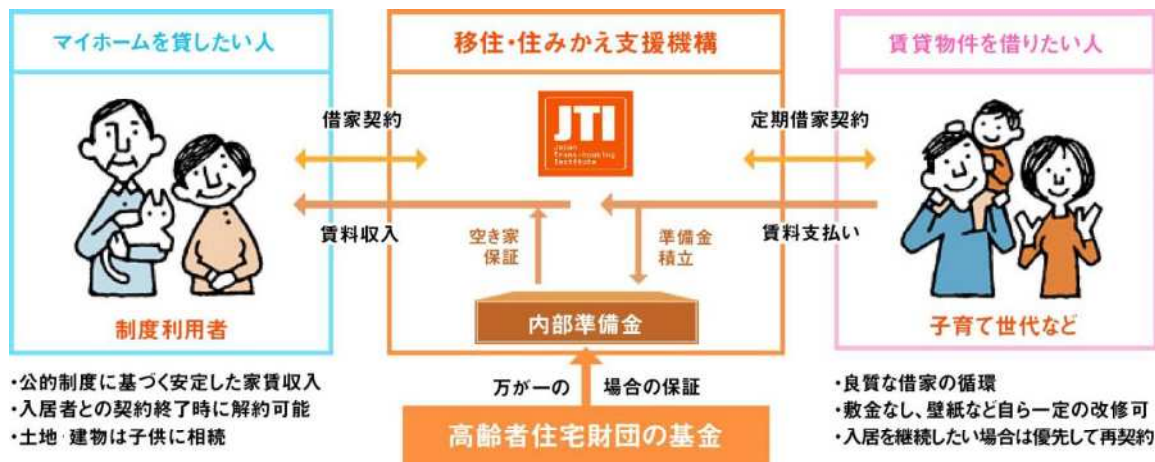 マイホームを貸したい人
移住・住みかえ支援機構
賃貸物件を借りたい人
借家契約
JTI
Japan
Trans-housing
Institute
定期借家契約
賃料収入
空き家
保証
準備金
積立
賃料支払い
内部準備金
制度利用者
子育て世代など
・公的制度に基づく安定した家賃収入
・入居者との契約終了時に解約可能
・土地・建物は子供に相続
万が一の 場合の保証
高齢者住宅財団の基金
・良質な借家の循環
・敷金なし、壁紙など自ら一定の改修可
・入居を継続したい場合は優先して再契約